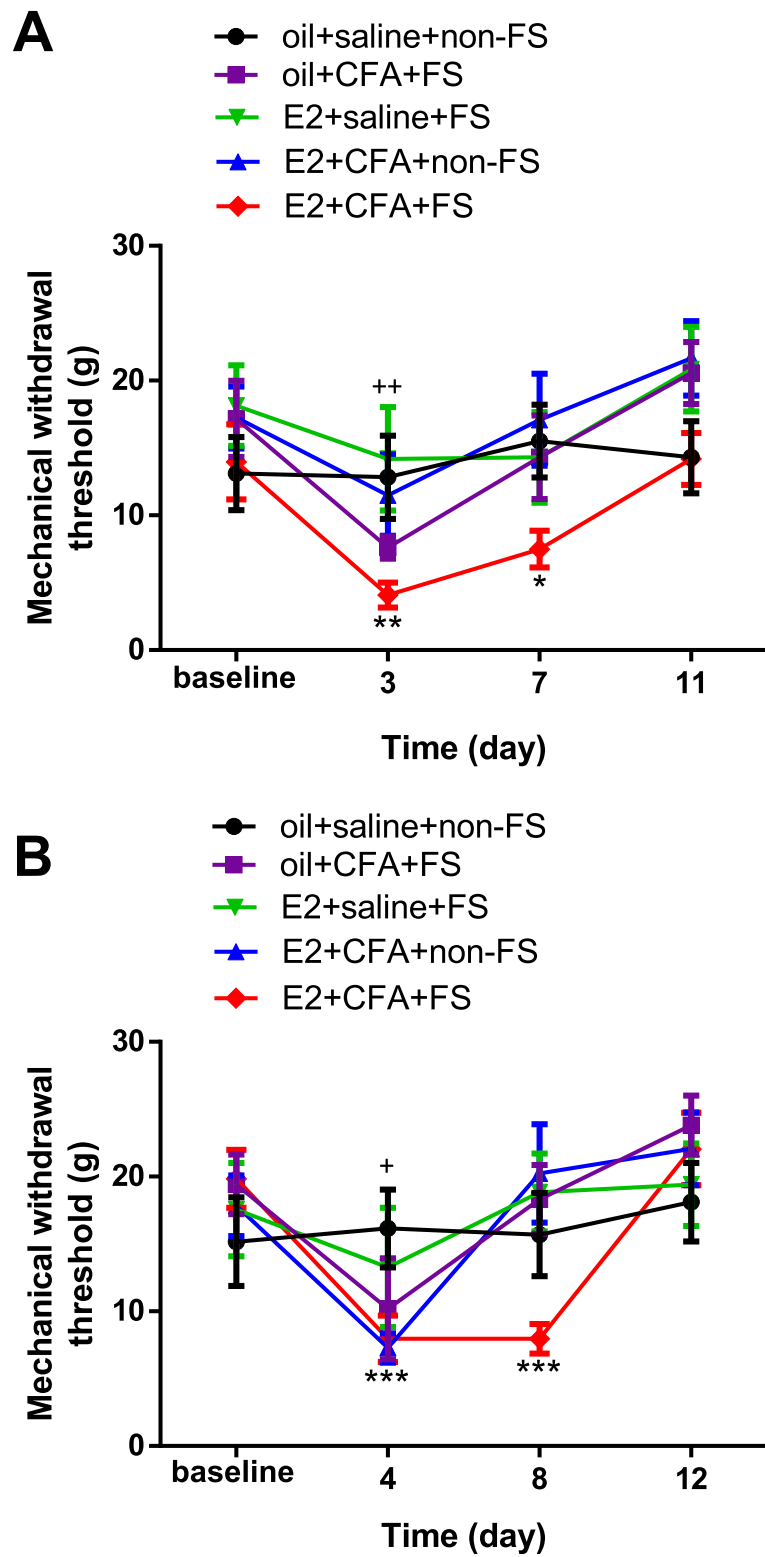 A
oil+saline+non-FS
oil+CFA+FS
E2+saline+FS
E2+CFA+non-FS
E2+CFA+FS
Mechanical withdrawal
threshold (g)
30
20
10
0
++
**
*
baseline 3 7 11
Time (day)
B
oil+saline+non-FS
oil+CFA+FS
E2+saline+FS
E2+CFA+non-FS
E2+CFA+FS
Mechanical withdrawal
threshold (g)
30
20
10
0
+
*** ***
baseline 4 8 12
Time (day)